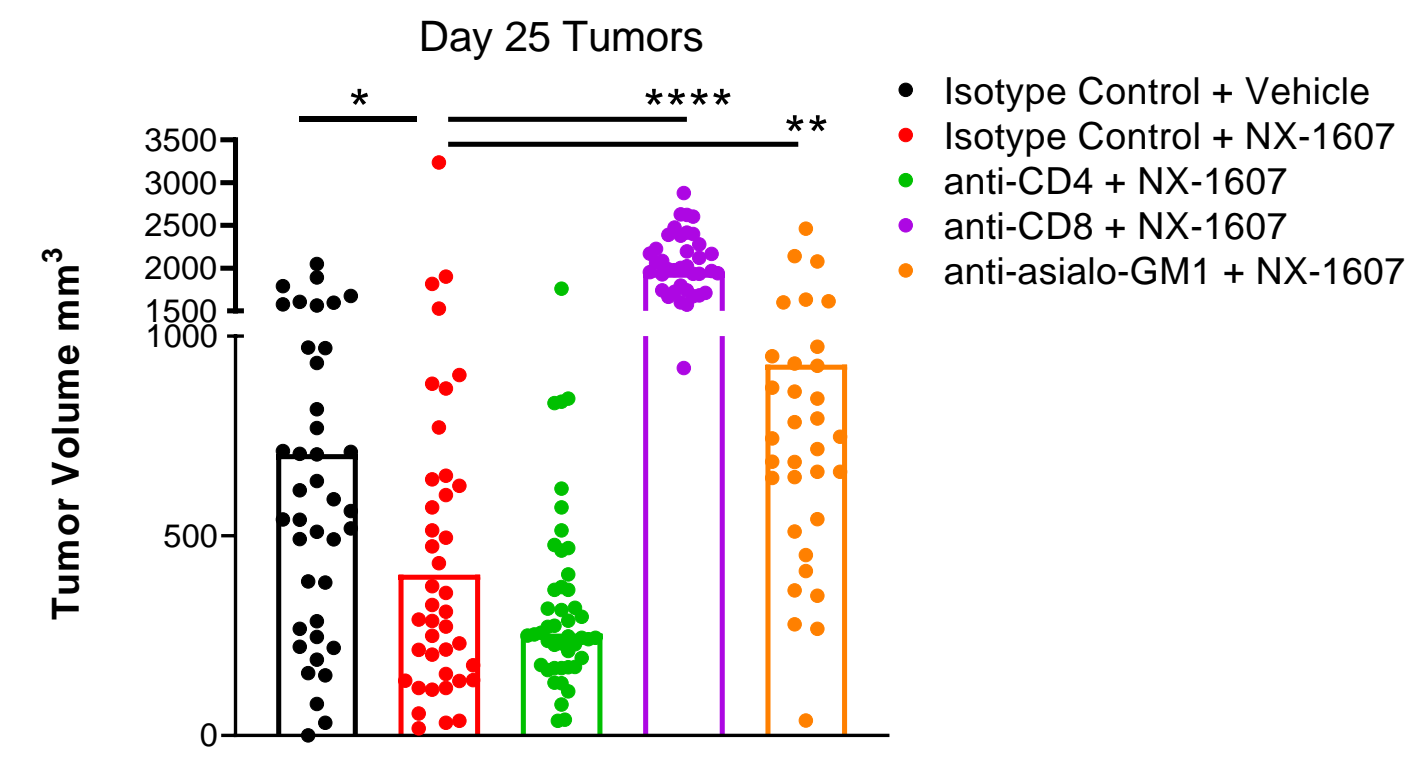 Day 25 Tumors
*
****
**
Isotype Control + Vehicle
Isotype Control + NX-1607
anti-CD4 + NX-1607
anti-CD8 + NX-1607
anti-asialo-GM1 + NX-1607
Tumor Volume mm³
3500
3000
2500
2000
1500
1000
500
0